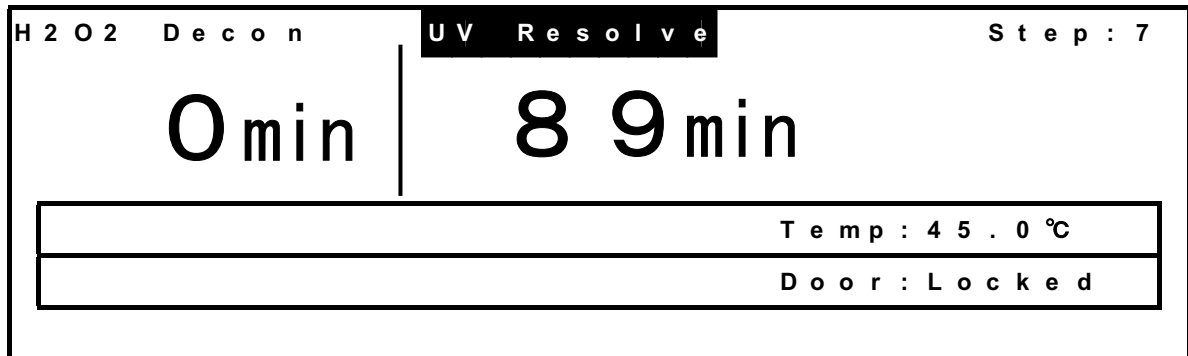 H2O2 Decon UV Resolve Step:7
0min 89min
Temp:45.0℃
Door:Locked